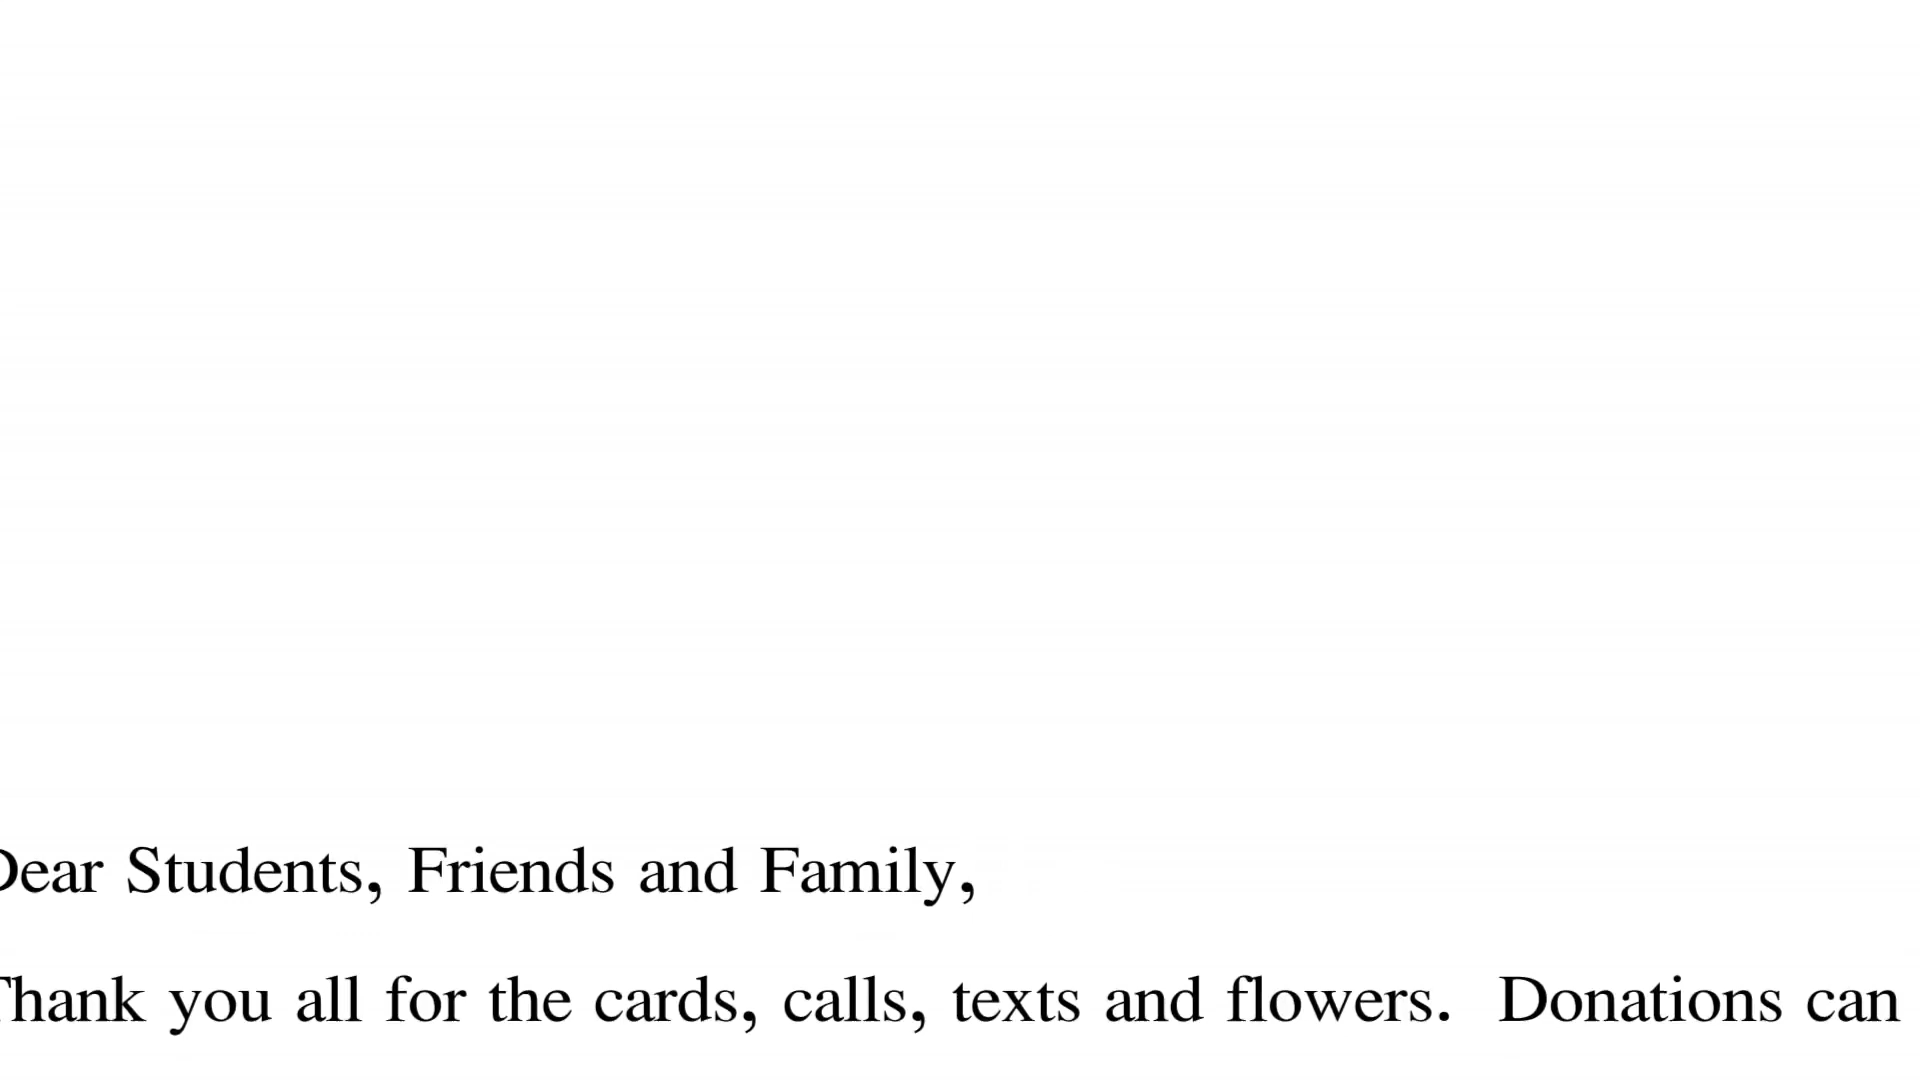 Dear Students, Friends and Family,
Thank you all for the cards, calls, texts and flowers.  Donations can